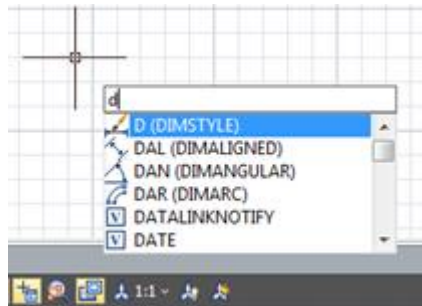 d
D (DIMSTYLE)
DAL (DIMALIGNED)
DAN (DIMANGULAR)
DAR (DIMARC)
V DATALINKNOTIFY
V DATE
1:1